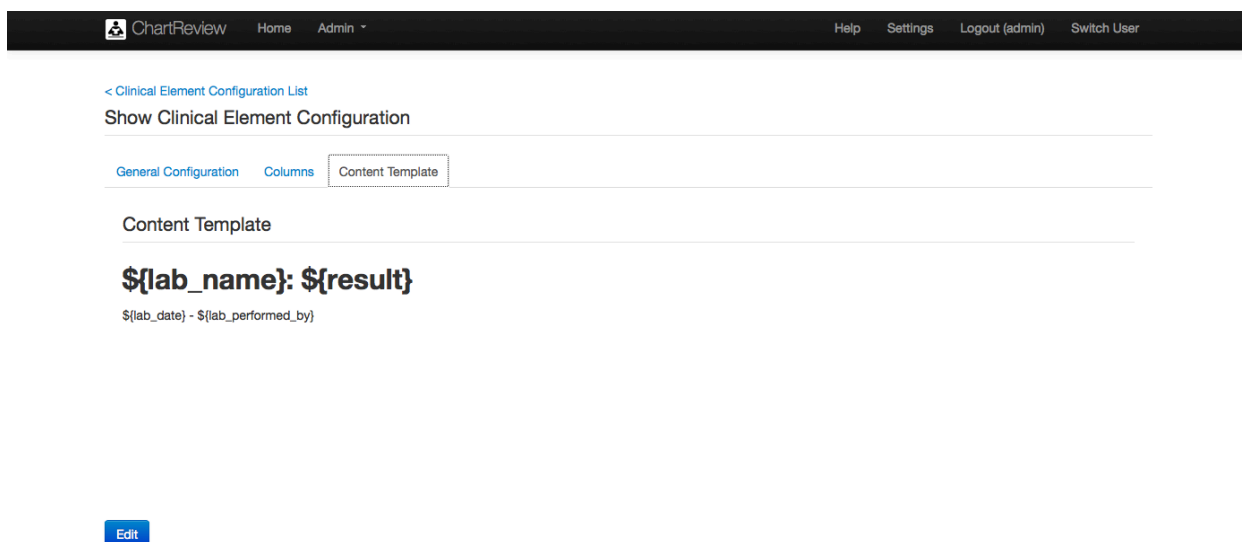 ChartReview Home Admin Help Settings Logout (admin) Switch User
< Clinical Element Configuration List
Show Clinical Element Configuration
General Configuration Columns Content Template
Content Template
${lab_name}: ${result}
${lab_date} - ${lab_performed_by}
Edit